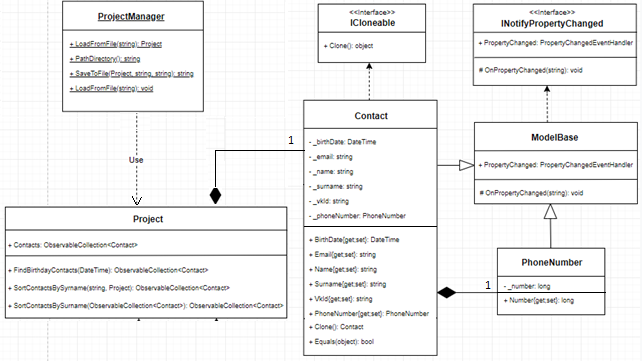 ProjectManager
+ LoadFromFile(string): Project
+ PathDirectory(): string
+ SaveToFile(Project, string, string): string
+ LoadFromFile(string): void
<<Interface>>
ICloneable
+ Clone(): object
<<Interface>>
INotifyPropertyChanged
+ PropertyChanged: PropertyChangedEventHandler
# OnPropertyChanged(string): void
Use
1
Contact
- _birthDate: DateTime
- _email: string
- _name: string
- _surname: string
- _vkId: string
- _phoneNumber: PhoneNumber
+ BirthDate{get;set}: DateTime
+ Email{get;set}: string
+ Name{get;set}: string
+ Surname{get;set}: string
+ VkId{get;set}: string
+ PhoneNumber{get;set}: PhoneNumber
+ Clone(): Contact
+ Equals(object): bool
ModelBase
+ PropertyChanged: PropertyChangedEventHandler
# OnPropertyChanged(string): void
Project
+ Contacts: ObservableCollection<Contact>
+ FindBirthdayContacts(DateTime): ObservableCollection<Contact>
+ SortContactsBySyrname(string, Project): ObservableCollection<Contact>
+ SortContactsBySurname(ObservableCollection<Contact>): ObservableCollection<Contact>
1
PhoneNumber
- _number: long
+ Number{get;set}: long